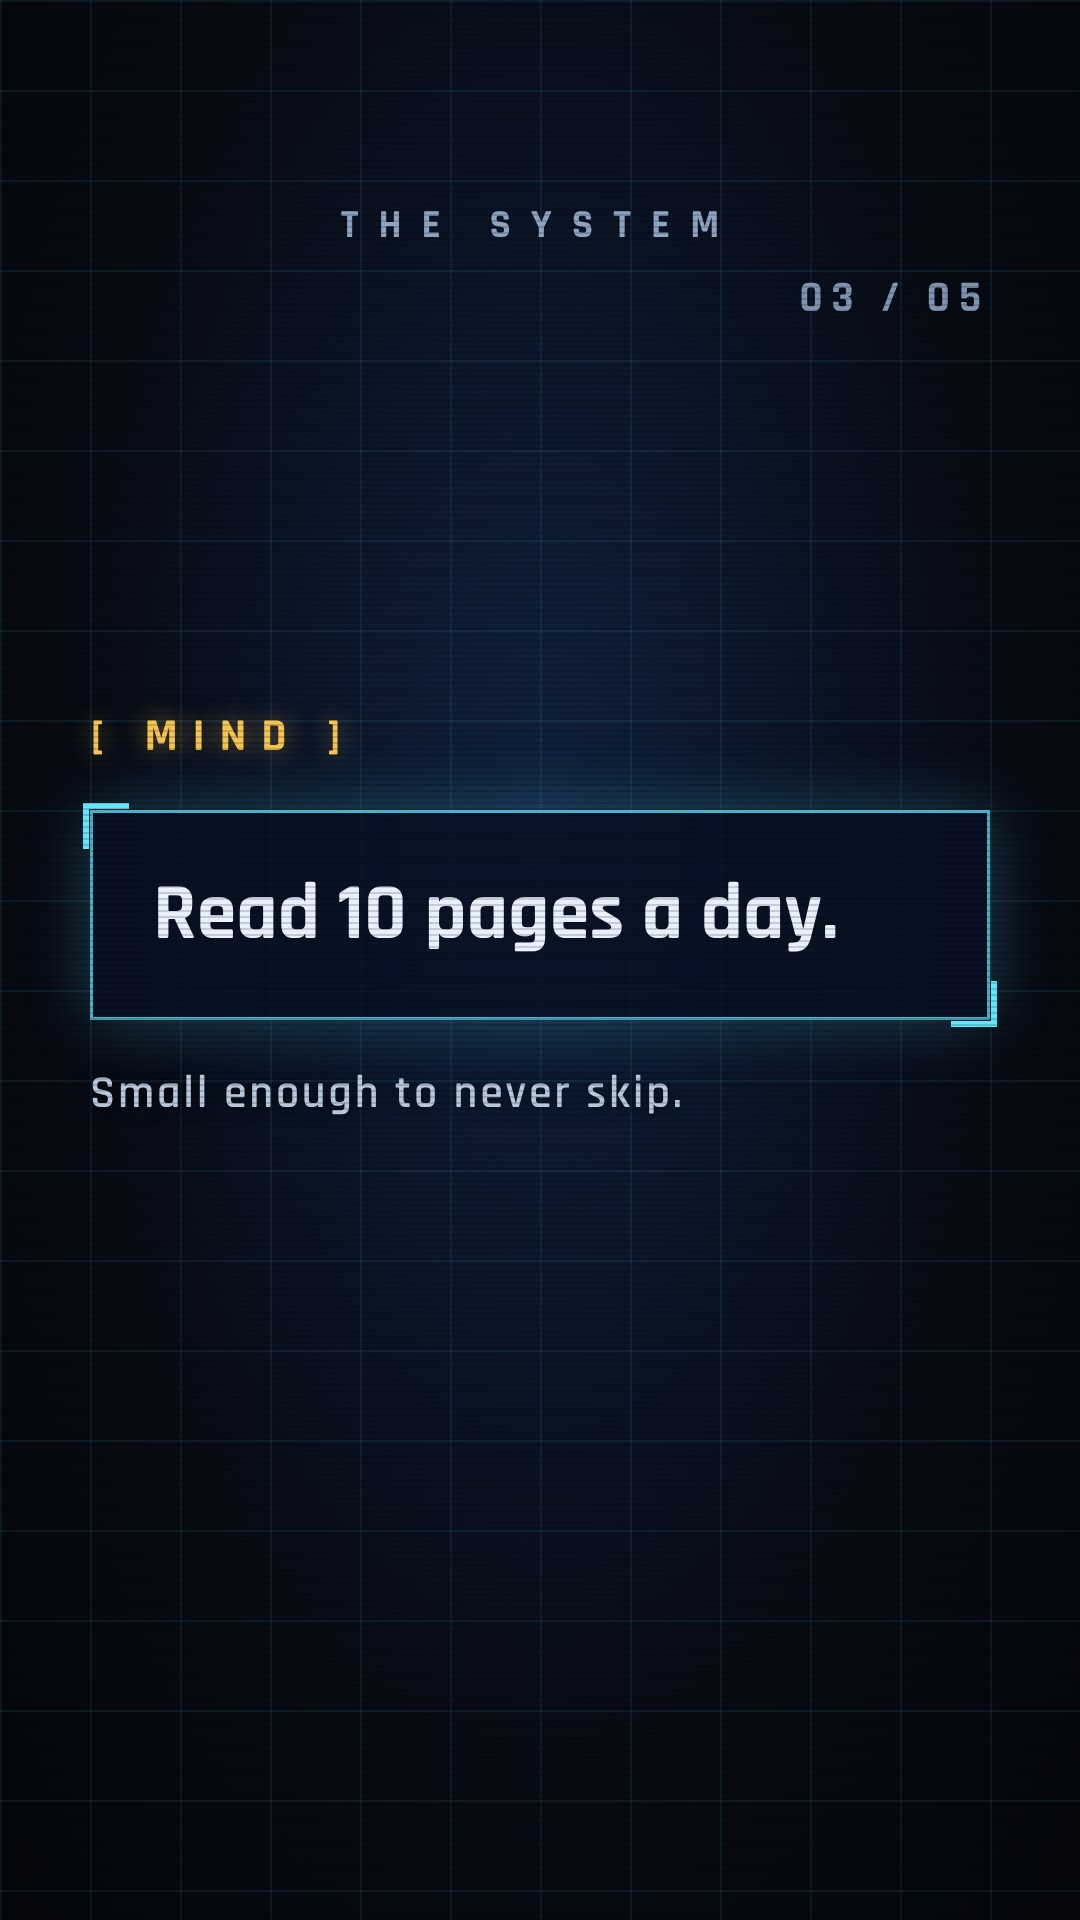 THE SYSTEM
03 / 05
[ MIND ]
Read 10 pages a day.
Small enough to never skip.